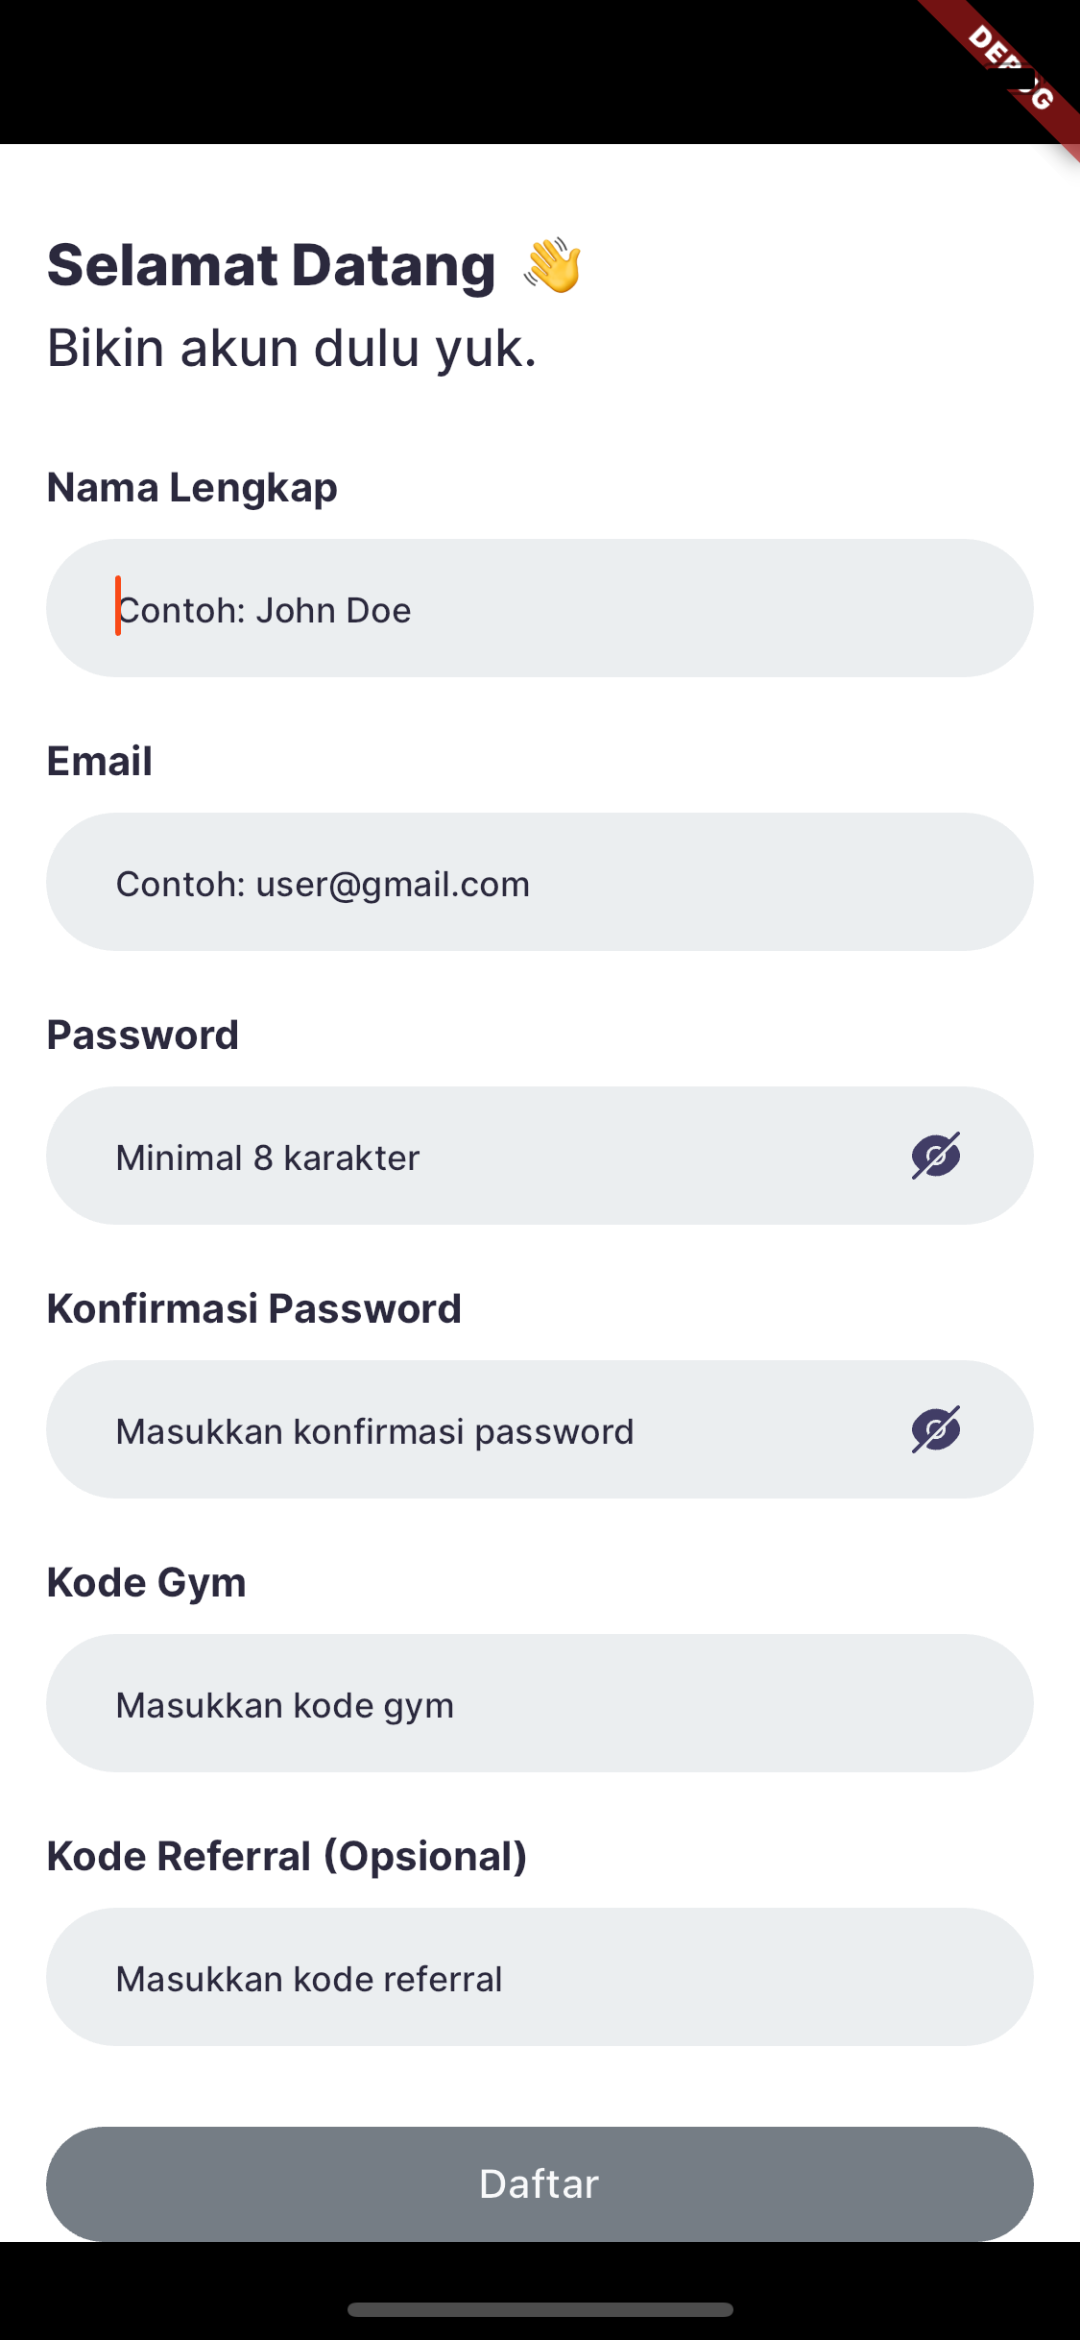 Selamat Datang 👋
Bikin akun dulu yuk.
Nama Lengkap
Contoh: John Doe
Email
Contoh: user@gmail.com
Password
Minimal 8 karakter
Konfirmasi Password
Masukkan konfirmasi password
Kode Gym
Masukkan kode gym
Kode Referral (Opsional)
Masukkan kode referral
Daftar